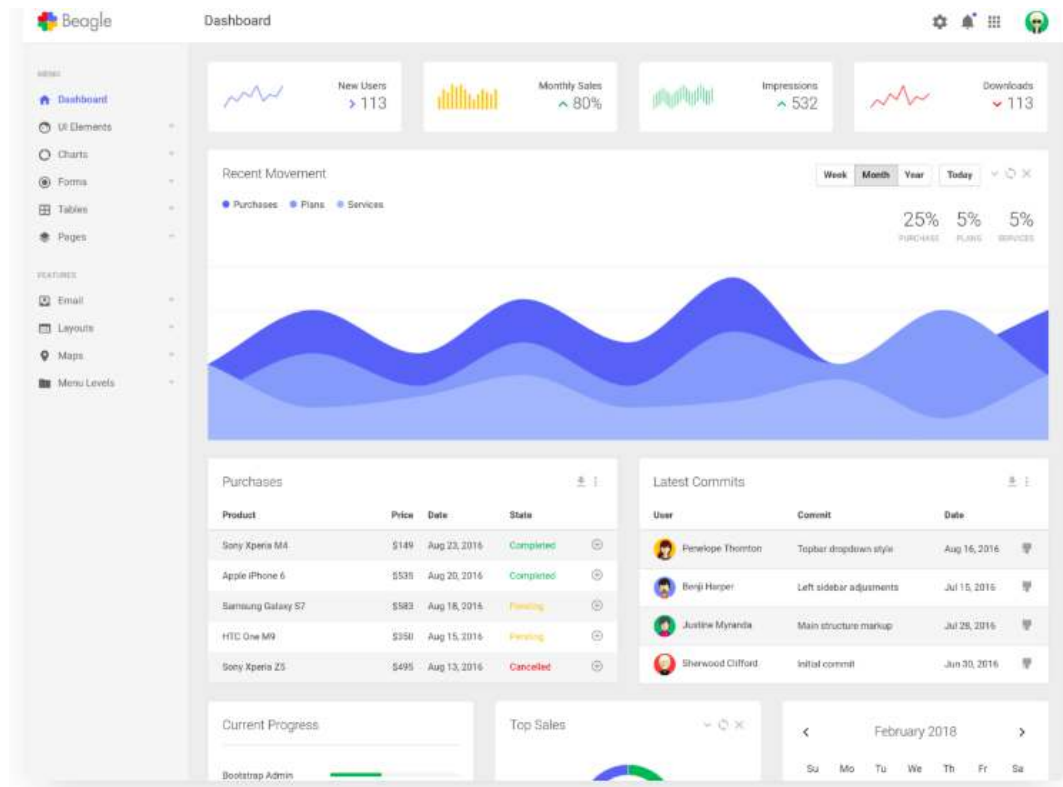 Beagle
Dashboard
MENU
Dashboard
UI Elements
Charts
Forms
Tables
Pages
FEATURES
Email
Layouts
Maps
Menu Levels
New Users
113
Monthly Sales
80%
Impressions
532
Downloads
113
Recent Movement
Week Month Year Today
Purchases Plans Services
25% 5% 5%
PURCHASE PLANS SERVICES
Purchases
Product Price Date State
Sony Xperia M4 $149 Aug 23, 2016 Completed
Apple iPhone 6 $535 Aug 20, 2016 Completed
Samsung Galaxy S7 $583 Aug 18, 2016 Pending
HTC One M9 $350 Aug 15, 2016 Pending
Sony Xperia Z5 $495 Aug 13, 2016 Cancelled
Latest Commits
User Commit Date
Penelope Thornton Topbar dropdown style Aug 16, 2016
Benji Harper Left sidebar adjusments Jul 15, 2016
Justine Myranda Main structure markup Jul 28, 2016
Sherwood Clifford Initial commit Jun 30, 2016
Current Progress
Bootstrap Admin
Top Sales
February 2018
Su Mo Tu We Th Fr Sa